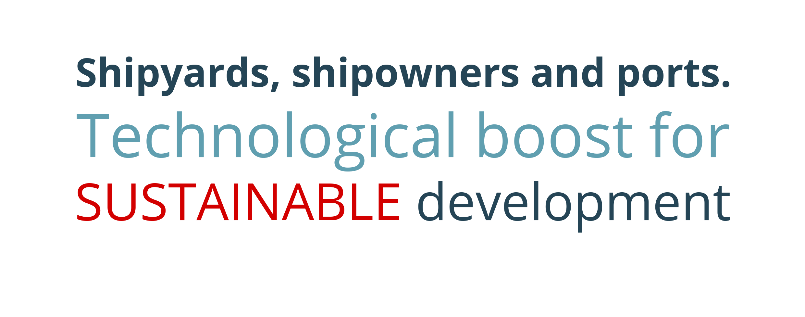 Shipyards, shipowners and ports.
Technological boost for
SUSTAINABLE development